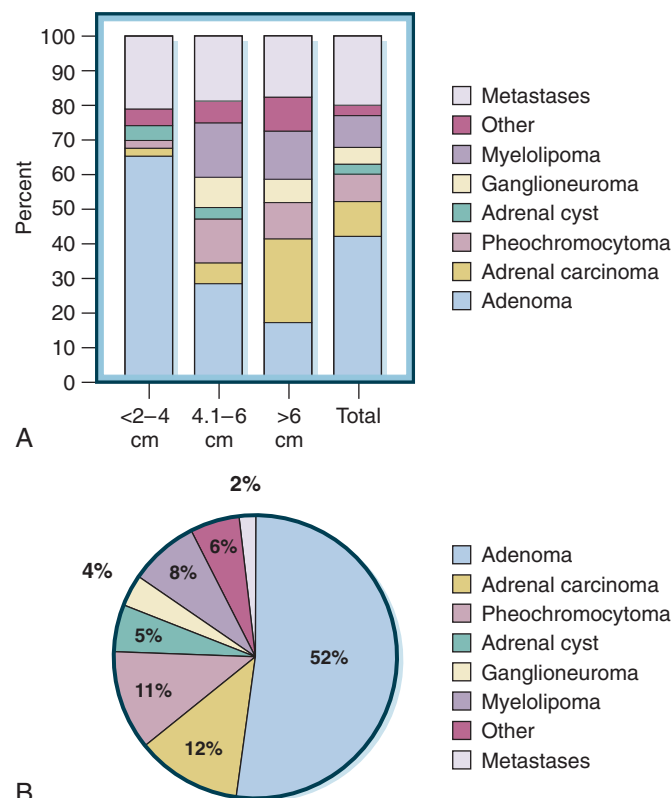 100
90
80
70
60
50
40
30
20
10
0
Percent
<2–4 cm
4.1–6 cm
>6 cm
Total
A
Metastases
Other
Myelolipoma
Ganglioneuroma
Adrenal cyst
Pheochromocytoma
Adrenal carcinoma
Adenoma
2%
6%
8%
4%
5%
11%
12%
52%
B
Adenoma
Adrenal carcinoma
Pheochromocytoma
Adrenal cyst
Ganglioneuroma
Myelolipoma
Other
Metastases